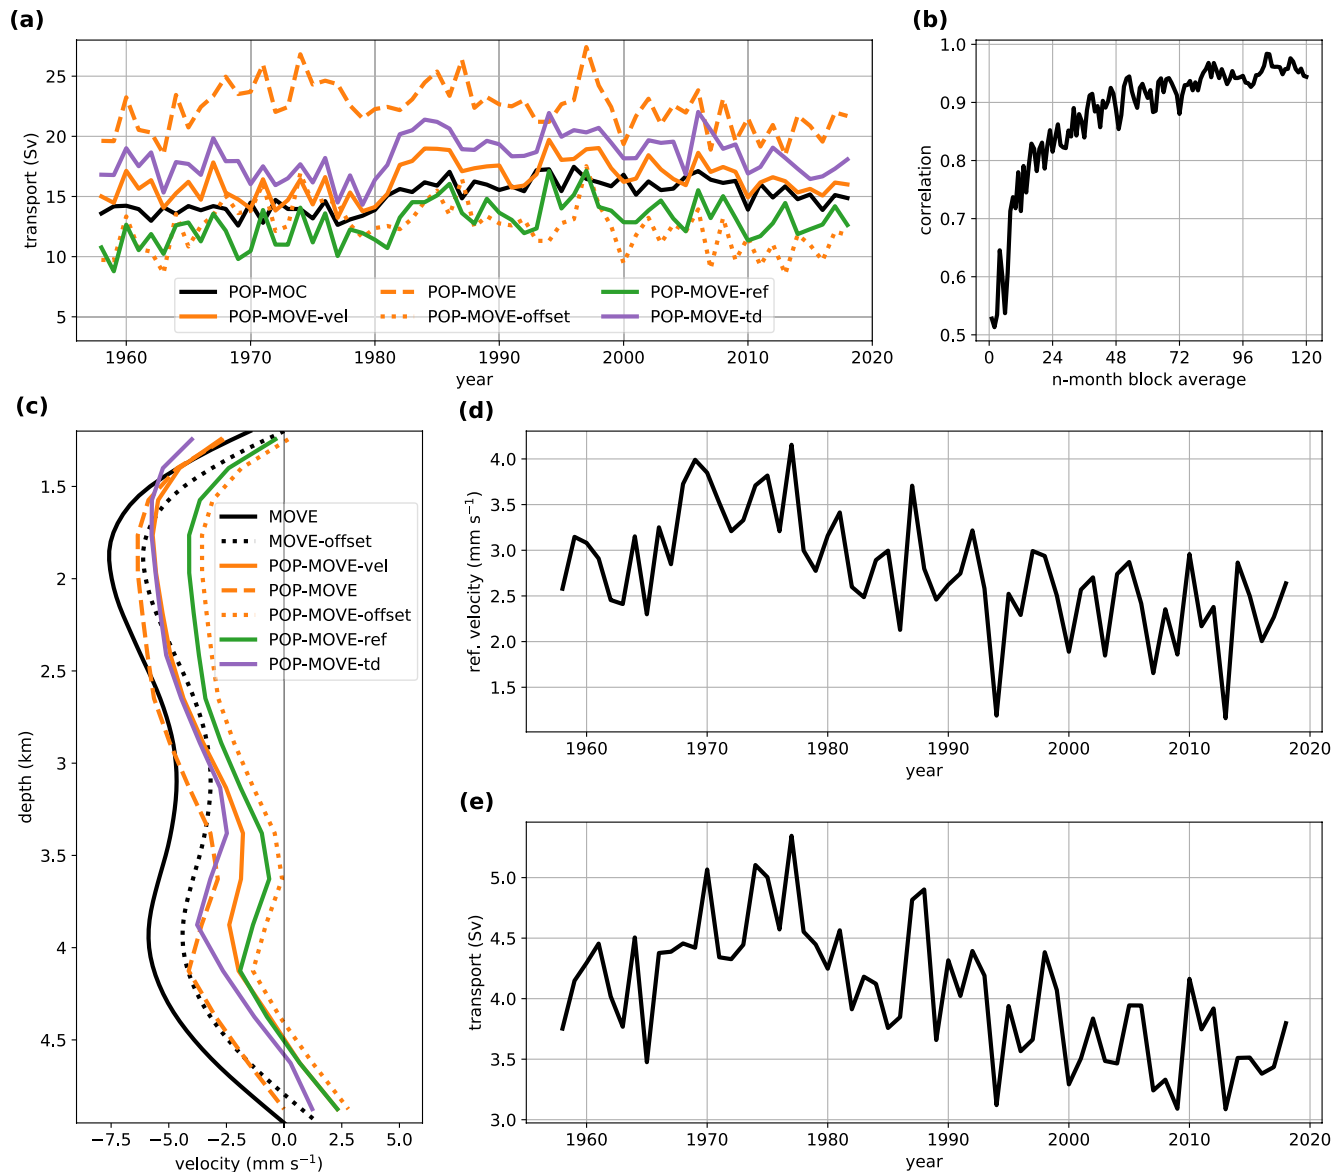 (a)
transport (Sv)
25
20
15
10
5
POP-MOC
POP-MOVE-vel
POP-MOVE
POP-MOVE-offset
POP-MOVE-ref
POP-MOVE-td
1960 1970 1980 1990 2000 2010 2020
year
(b)
correlation
1.0
0.9
0.8
0.7
0.6
0.5
0 24 48 72 96 120
n-month block average
(c)
depth (km)
1.5
2
2.5
3
3.5
4
4.5
MOVE
MOVE-offset
POP-MOVE-vel
POP-MOVE
POP-MOVE-offset
POP-MOVE-ref
POP-MOVE-td
−7.5 −5.0 −2.5 0.0 2.5 5.0
velocity (mm s⁻¹)
(d)
ref. velocity (mm s⁻¹)
4.0
3.5
3.0
2.5
2.0
1.5
1960 1970 1980 1990 2000 2010 2020
year
(e)
transport (Sv)
5.0
4.5
4.0
3.5
3.0
1960 1970 1980 1990 2000 2010 2020
year